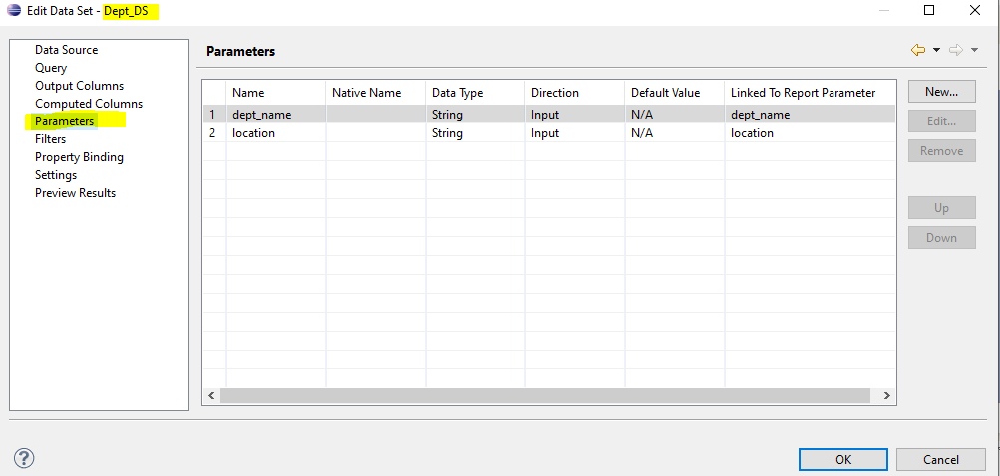 Edit Data Set - Dept_DS
Data Source
Query
Output Columns
Computed Columns
Parameters
Filters
Property Binding
Settings
Preview Results
Parameters
Name Native Name Data Type Direction Default Value Linked To Report Parameter
1 dept_name String Input N/A dept_name
2 location String Input N/A location
New...
Edit...
Remove
Up
Down
OK
Cancel